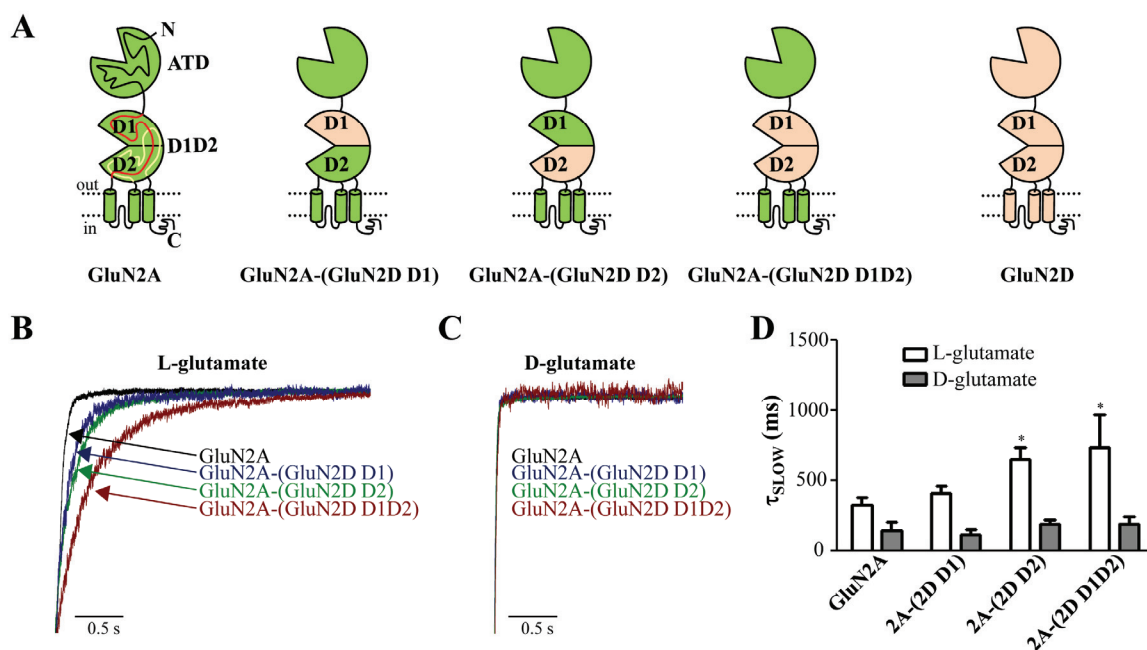 A
N
ATD
D1
D2
D1D2
out
in
C
D1
D2
D1
D2
D1
D2
D1
D2
GluN2A
GluN2A-(GluN2D D1)
GluN2A-(GluN2D D2)
GluN2A-(GluN2D D1D2)
GluN2D
B
L-glutamate
GluN2A
GluN2A-(GluN2D D1)
GluN2A-(GluN2D D2)
GluN2A-(GluN2D D1D2)
0.5 s
C
D-glutamate
GluN2A
GluN2A-(GluN2D D1)
GluN2A-(GluN2D D2)
GluN2A-(GluN2D D1D2)
0.5 s
D
L-glutamate
D-glutamate
τSLOW (ms)
1500
1000
500
0
*
*
GluN2A
2A-(2D D1)
2A-(2D D2)
2A-(2D D1D2)